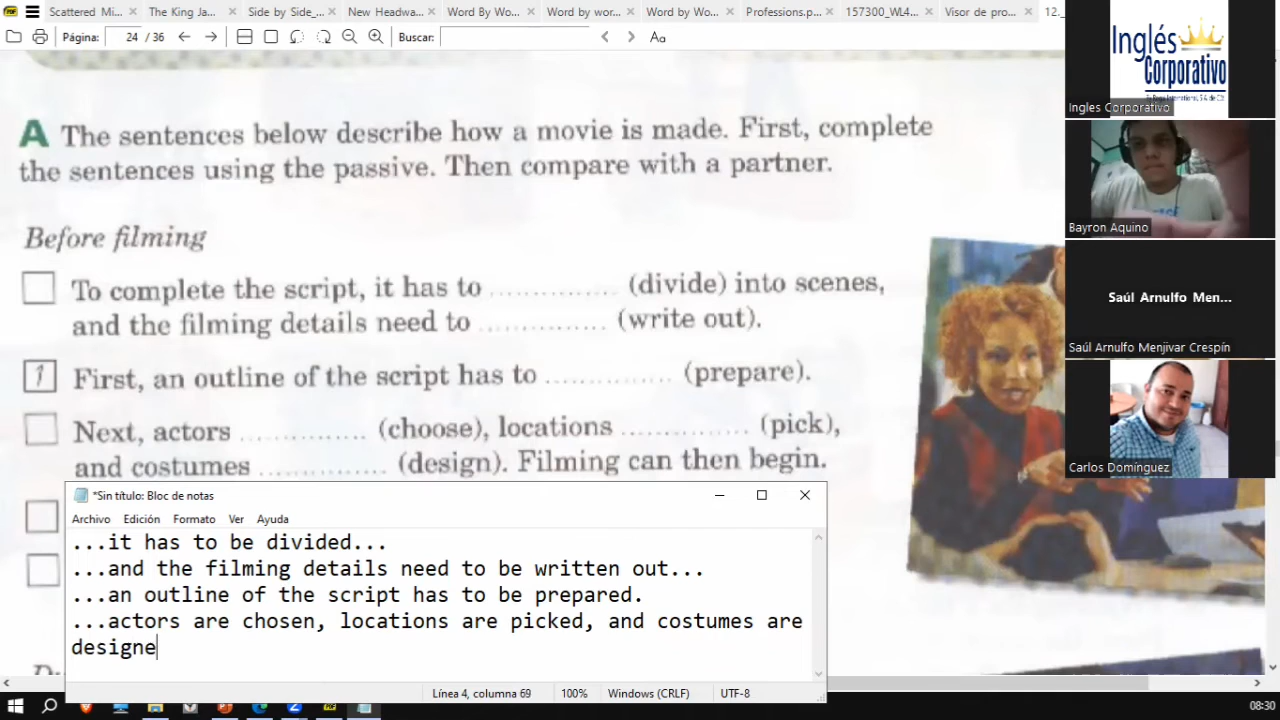 Scattered Mi...
The King Ja...
Side by Side_...
New Headwa...
Word By Wo...
Word by wor...
Word by Wo...
Professions.p...
157300_WL4...
Visor de pro...
12._
Página:
24 / 36
Buscar:
Aa
A The sentences below describe how a movie is made. First, complete
the sentences using the passive. Then compare with a partner.
Before filming
To complete the script, it has to .............. (divide) into scenes,
and the filming details need to .............. (write out).
1 First, an outline of the script has to .............. (prepare).
Next, actors .............. (choose), locations .............. (pick),
and costumes .............. (design). Filming can then begin.
*Sin título: Bloc de notas
Archivo Edición Formato Ver Ayuda
...it has to be divided...
...and the filming details need to be written out...
...an outline of the script has to be prepared.
...actors are chosen, locations are picked, and costumes are
designe
Línea 4, columna 69
100%
Windows (CRLF)
UTF-8
Inglés
Corporativo
Ingles Corporativo
Bayron Aquino
Saúl Arnulfo Men...
Saúl Arnulfo Menjivar Crespín
Carlos Domínguez
08:30